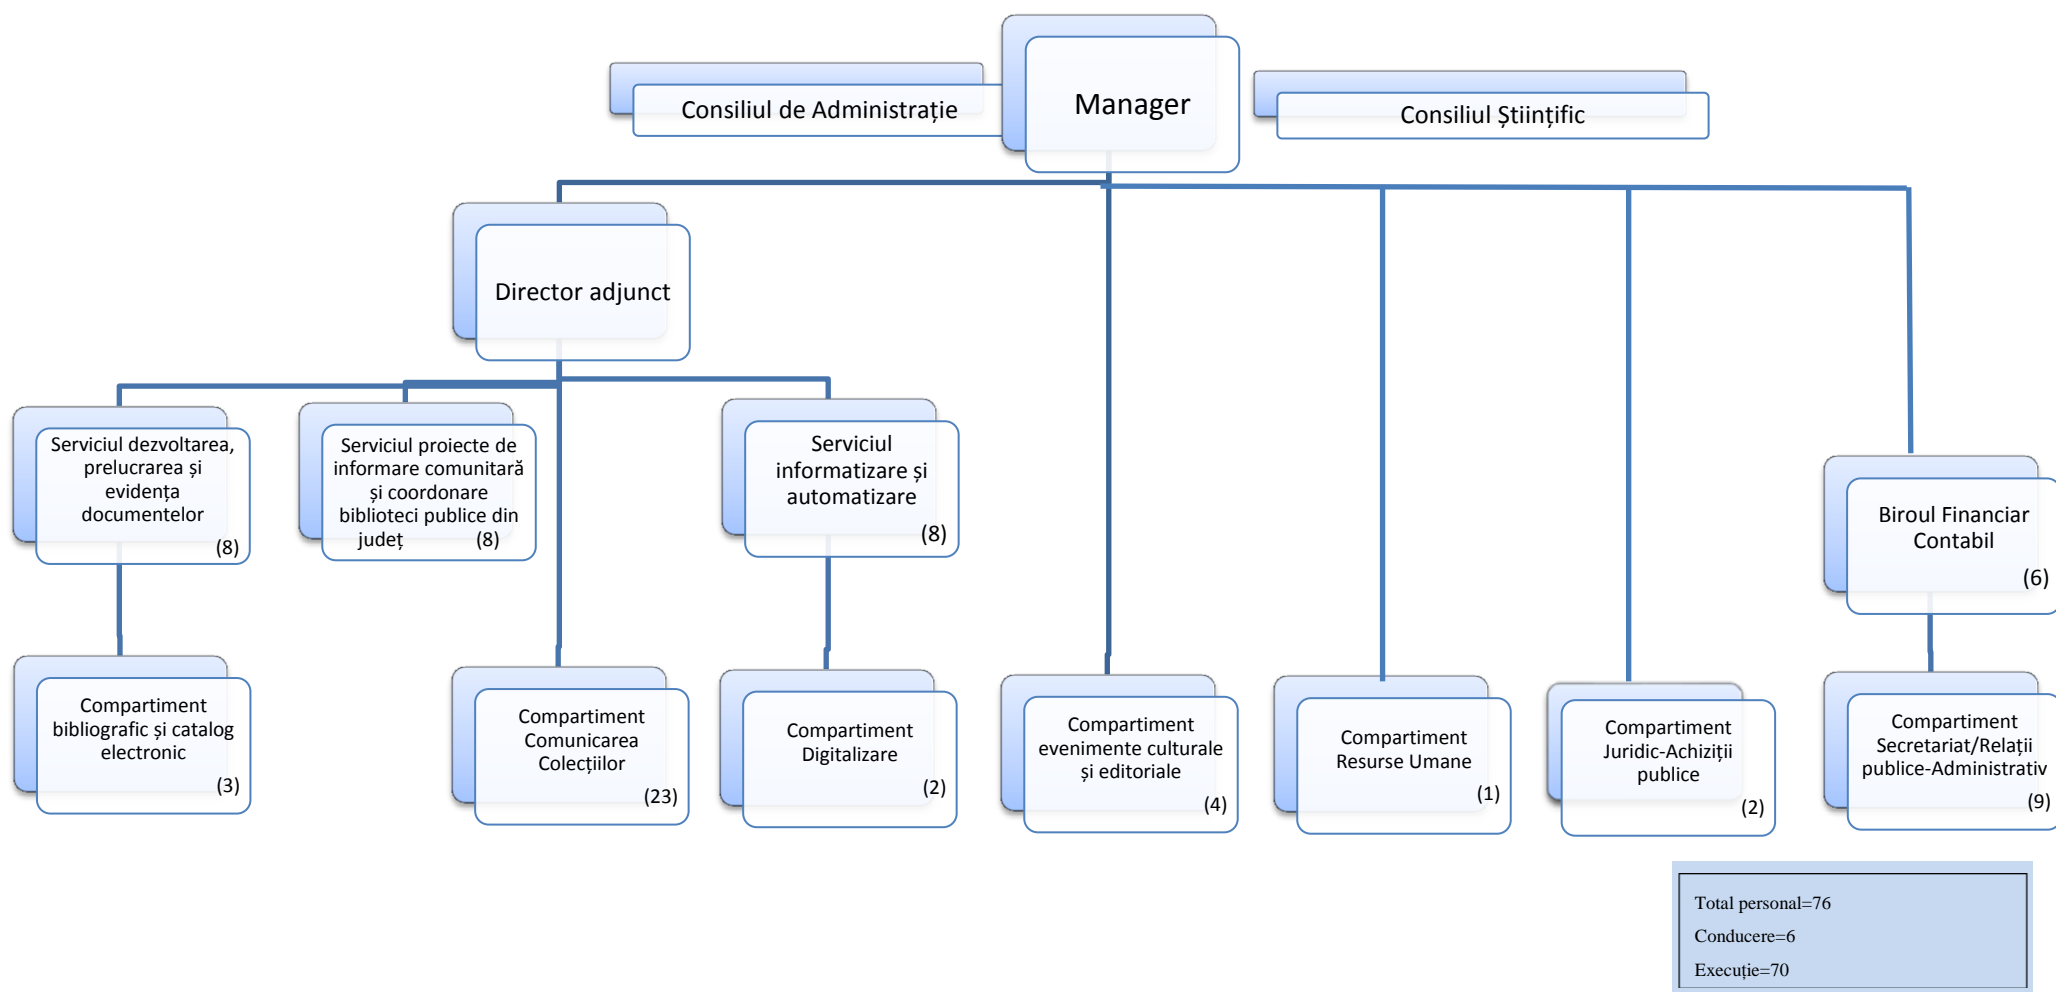 Manager
Consiliul de Administrație
Consiliul Științific
Director adjunct
Serviciul dezvoltarea,
prelucrarea și
evidența
documentelor
(8)
Serviciul proiecte de
informare comunitară
și coordonare
biblioteci publice din
județ (8)
Serviciul
informatizare și
automatizare
(8)
Biroul Financiar
Contabil
(6)
Compartiment
bibliografic și catalog
electronic
(3)
Compartiment
Comunicarea
Colecțiilor
(23)
Compartiment
Digitalizare
(2)
Compartiment
evenimente culturale
și editoriale
(4)
Compartiment
Resurse Umane
(1)
Compartiment
Juridic-Achiziții
publice
(2)
Compartiment
Secretariat/Relații
publice-Administrativ
(9)
Total personal=76
Conducere=6
Execuție=70